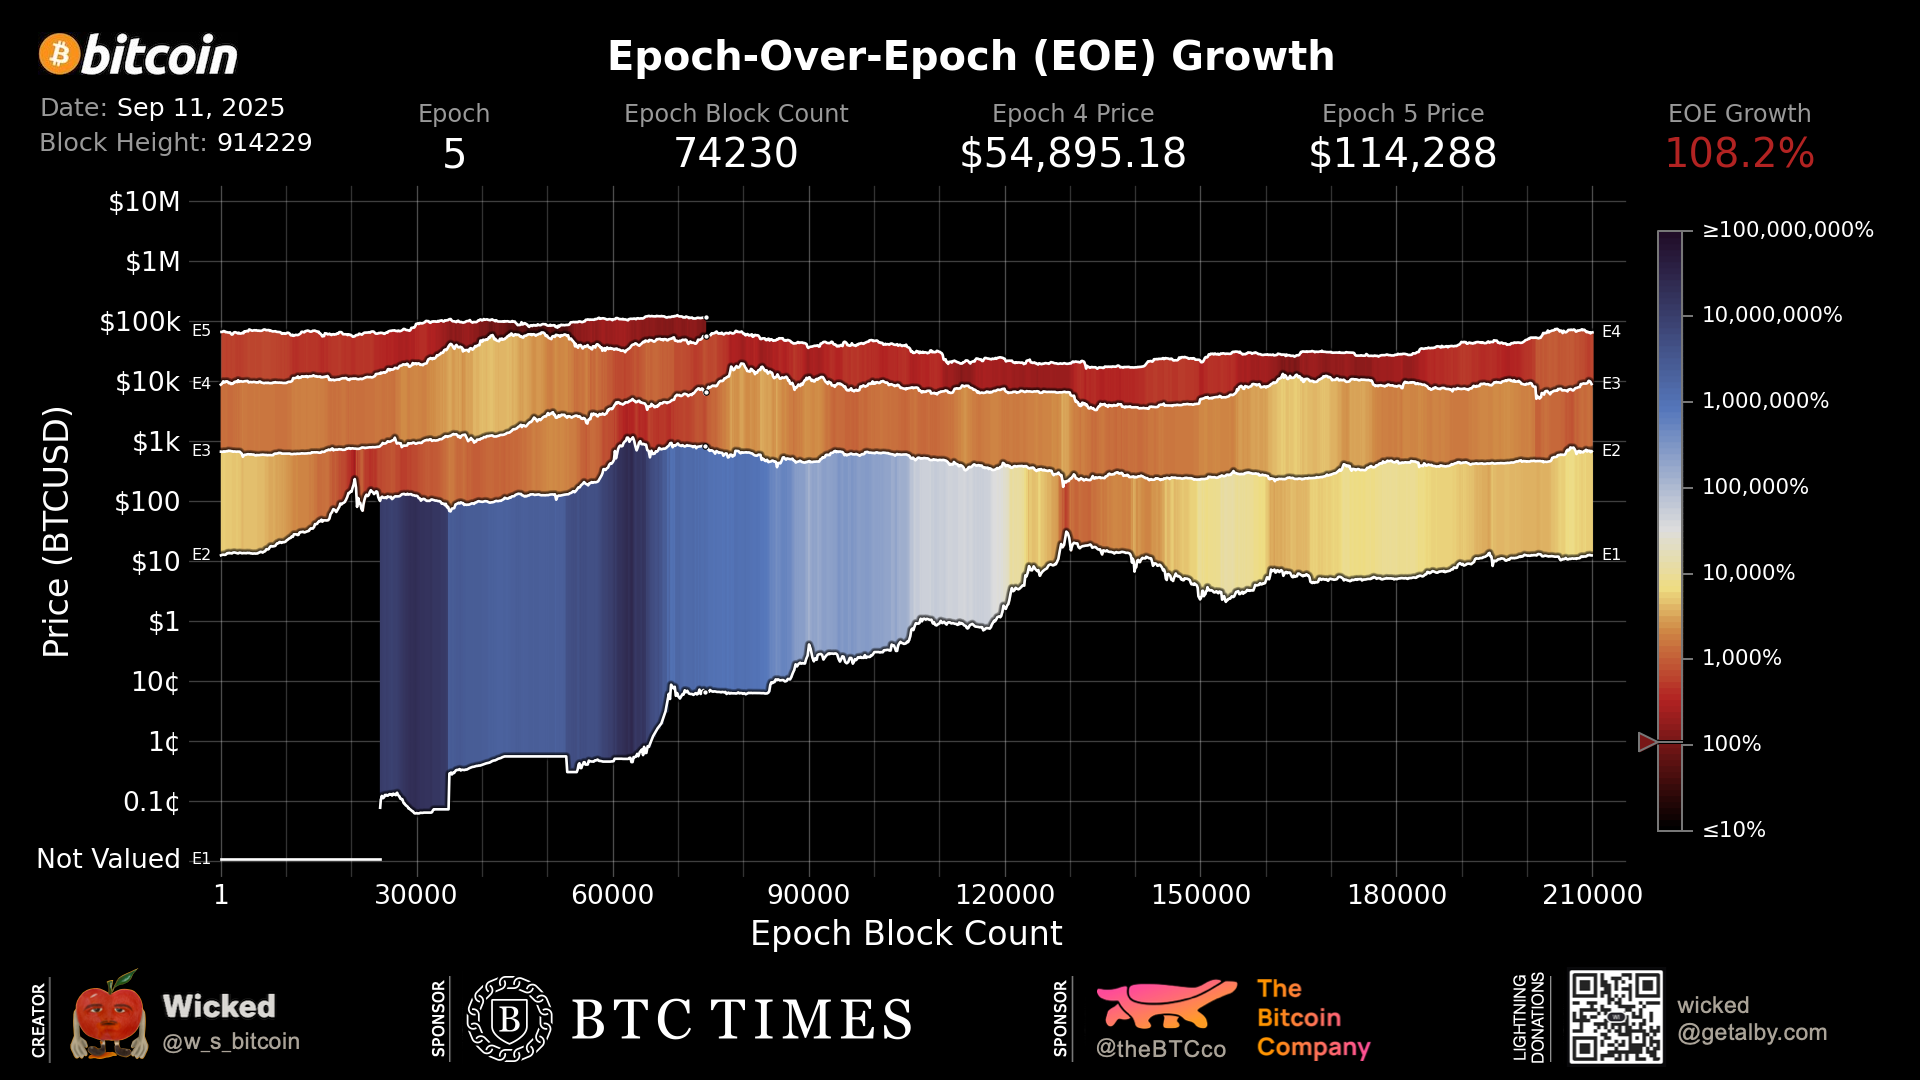 bitcoin
Epoch-Over-Epoch (EOE) Growth
Date: Sep 11, 2025
Block Height: 914229
Epoch
5
Epoch Block Count
74230
Epoch 4 Price
$54,895.18
Epoch 5 Price
$114,288
EOE Growth
108.2%
$10M
$1M
$100k
$10k
$1k
$100
$10
$1
10¢
1¢
0.1¢
Not Valued
Price (BTCUSD)
E5
E4
E3
E2
E1
E4
E3
E2
E1
≥100,000,000%
10,000,000%
1,000,000%
100,000%
10,000%
1,000%
100%
≤10%
1 30000 60000 90000 120000 150000 180000 210000
Epoch Block Count
CREATOR
Wicked
@w_s_bitcoin
SPONSOR
B
BTC TIMES
SPONSOR
@theBTCco
The
Bitcoin
Company
LIGHTNING
DONATIONS
wicked
@getalby.com